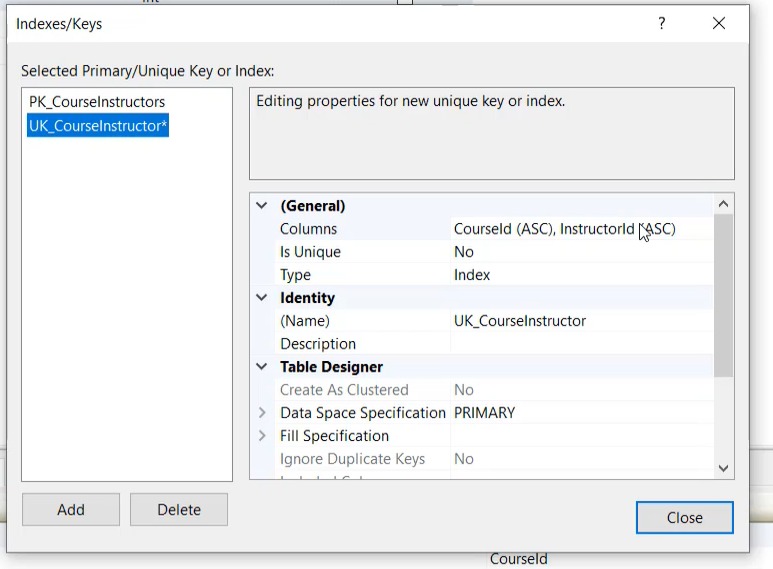 int
Indexes/Keys
Selected Primary/Unique Key or Index:
PK_CourseInstructors
UK_CourseInstructor*
Editing properties for new unique key or index.
(General)
Columns CourseId (ASC), InstructorId (ASC)
Is Unique No
Type Index
Identity
(Name) UK_CourseInstructor
Description
Table Designer
Create As Clustered No
Data Space Specification PRIMARY
Fill Specification
Ignore Duplicate Keys No
Add
Delete
Close
CourseId